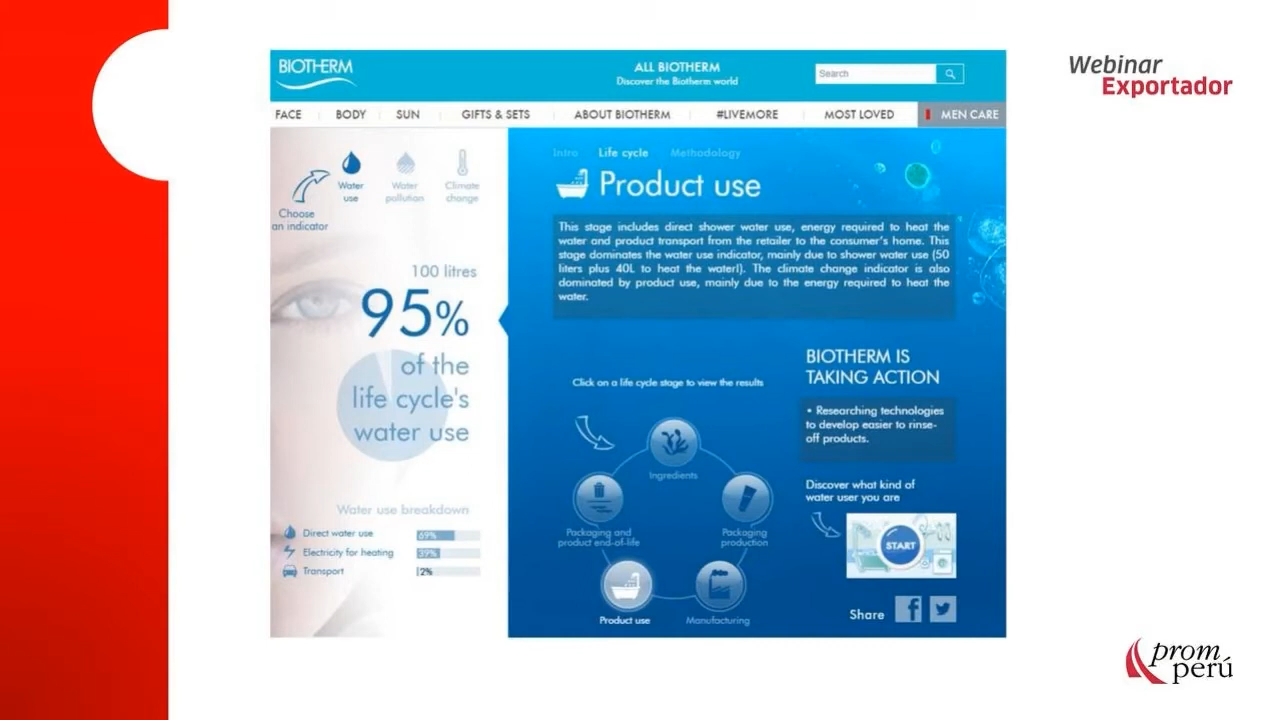 Webinar
Exportador
BIOTHERM
ALL BIOTHERM
Discover the Biotherm world
Search
FACE
BODY
SUN
GIFTS & SETS
ABOUT BIOTHERM
#LIVEMORE
MOST LOVED
MEN CARE
Choose
an indicator
Water
use
Water
pollution
Climate
change
100 litres
95%
of the
life cycle's
water use
Water use breakdown
Direct water use
Electricity for heating
39%
Transport
2%
Intro
Life cycle
Methodology
Product use
This stage includes direct shower water use, energy required to heat the
water and product transport from the retailer to the consumer's home. This
stage dominates the water use indicator, mainly due to shower water use (50
liters plus 40L to heat the water!). The climate change indicator is also
dominated by product use, mainly due to the energy required to heat the
water.
Click on a life cycle stage to view the results
Ingredients
Packaging and
product end-of-life
Packaging
production
Product use
Manufacturing
BIOTHERM IS
TAKING ACTION
• Researching technologies
to develop easier to rinse-
off products.
Discover what kind of
water user you are
START
Share
prom
perú